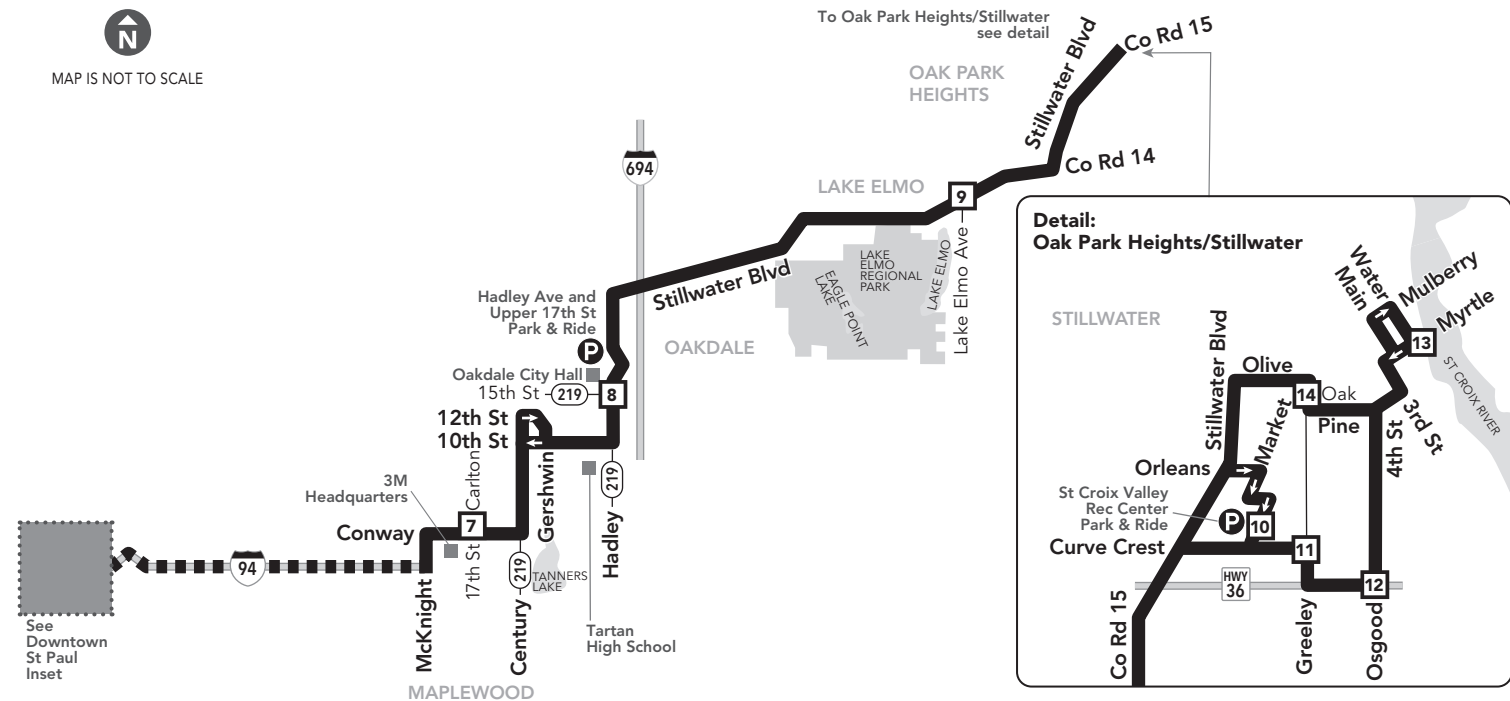 N
MAP IS NOT TO SCALE
To Oak Park Heights/Stillwater
see detail
Stillwater Blvd
Co Rd 15
OAK PARK
HEIGHTS
694
Co Rd 14
LAKE ELMO
9
Stillwater Blvd
LAKE
ELMO
REGIONAL
PARK
EAGLE POINT
LAKE
LAKE ELMO
Lake Elmo Ave
Hadley Ave and
Upper 17th St
Park & Ride
P
OAKDALE
Oakdale City Hall
15th St
219
8
12th St
10th St
3M
Headquarters
Carlton
Gershwin
219
Hadley
Conway
7
17th St
219
TANNERS
LAKE
94
McKnight
Century
Tartan
High School
See
Downtown
St Paul
Inset
MAPLEWOOD
Detail:
Oak Park Heights/Stillwater
Water
Main
Mulberry
Myrtle
13
STILLWATER
Stillwater Blvd
Olive
ST CROIX RIVER
14
Oak
Market
Pine
3rd St
4th St
Orleans
St Croix Valley
Rec Center
Park & Ride
P
10
Curve Crest
11
HWY
36
12
Co Rd 15
Greeley
Osgood